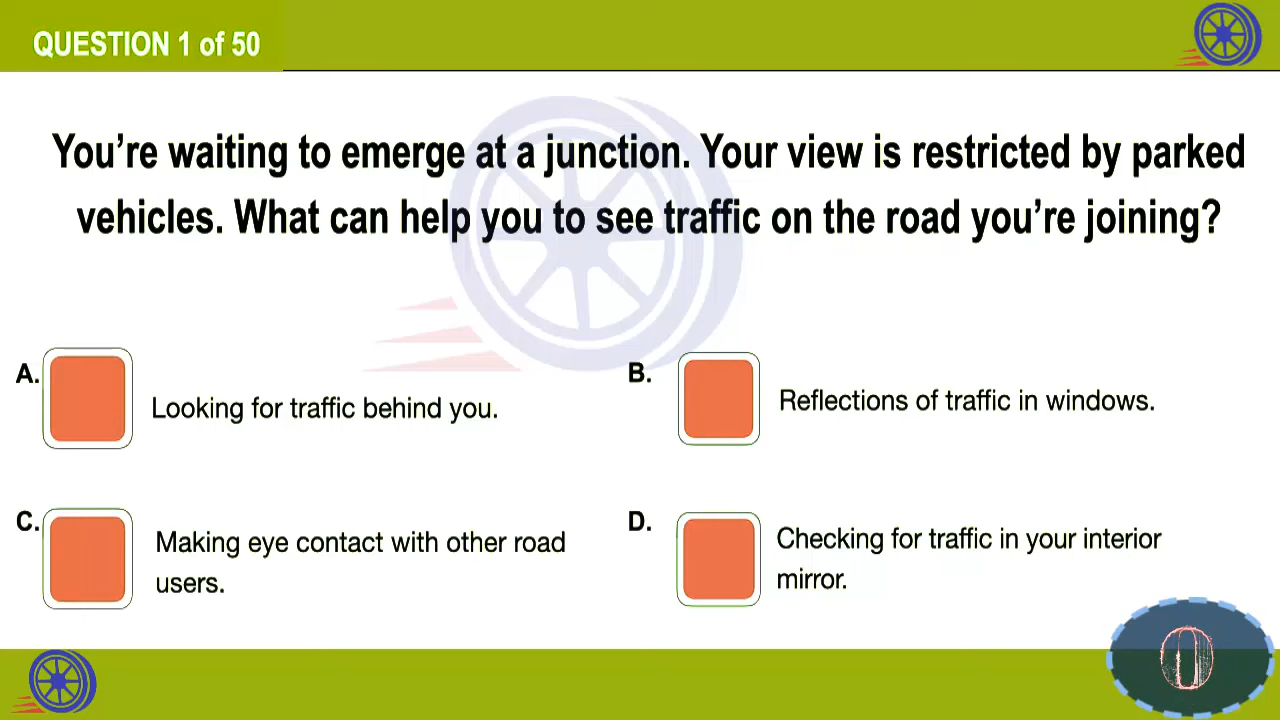 QUESTION 1 of 50
You’re waiting to emerge at a junction. Your view is restricted by parked
vehicles. What can help you to see traffic on the road you’re joining?
A. Looking for traffic behind you.
B. Reflections of traffic in windows.
C. Making eye contact with other road
users.
D. Checking for traffic in your interior
mirror.
0